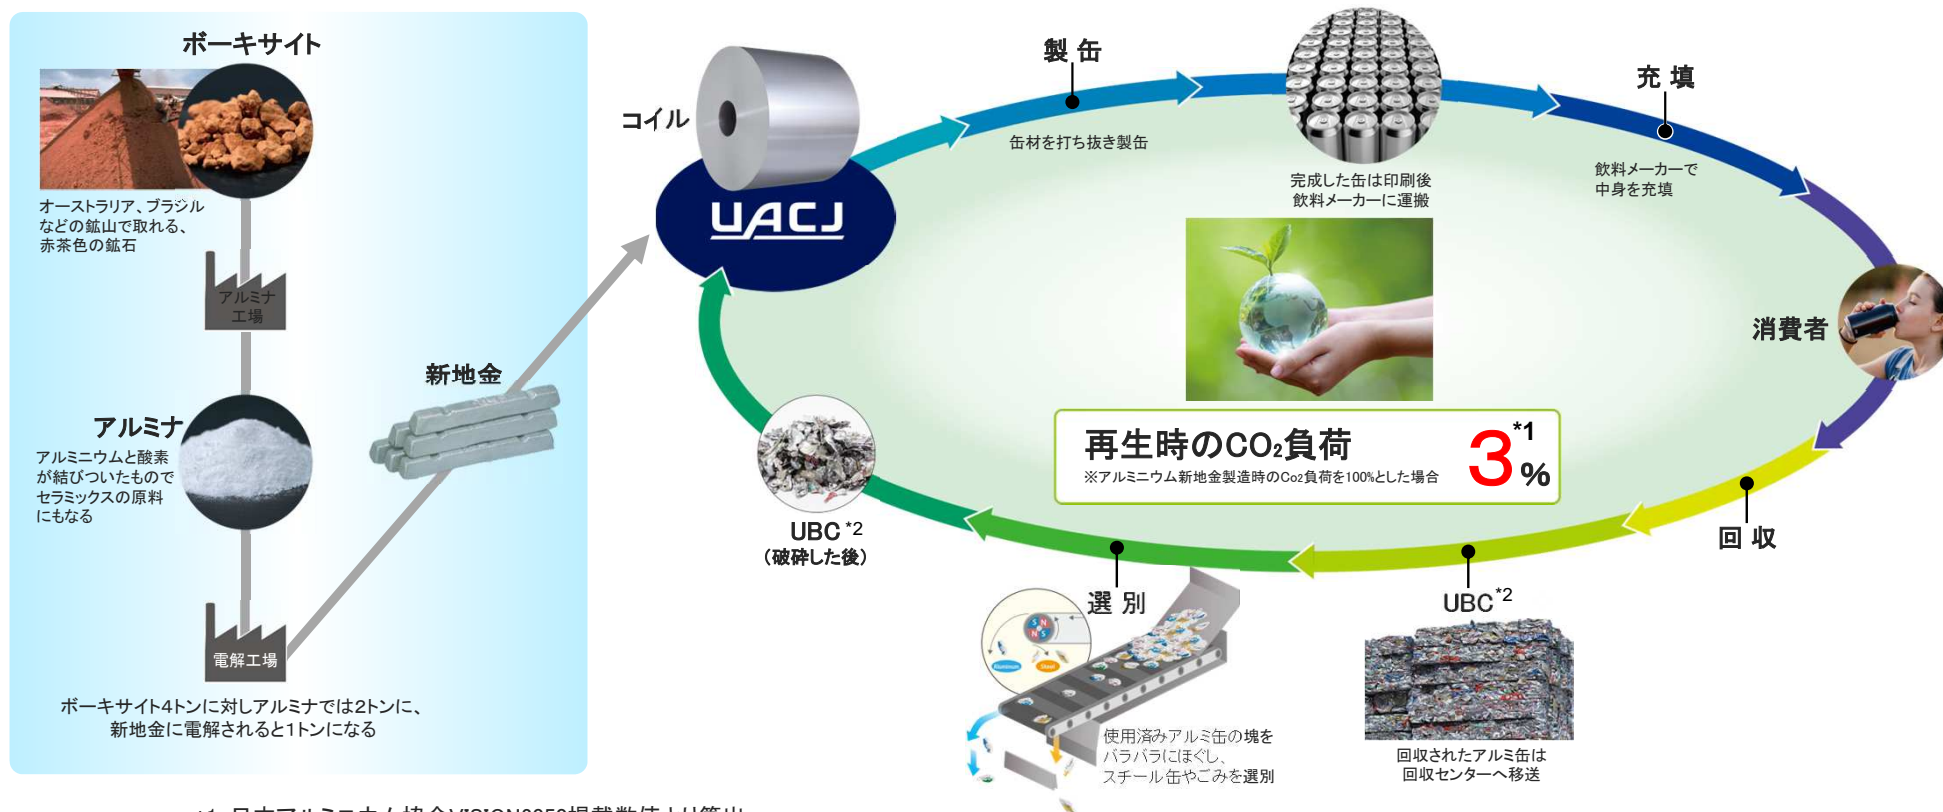 ボーキサイト
オーストラリア、ブラジル
などの鉱山で取れる、
赤茶色の鉱石
アルミナ
工場
アルミナ
アルミニウムと酸素
が結びついたもので
セラミックスの原料
にもなる
電解工場
新地金
ボーキサイト4トンに対しアルミナでは2トンに、
新地金に電解されると1トンになる
コイル
UACJ
製 缶
缶材を打ち抜き製缶
完成した缶は印刷後
飲料メーカーに運搬
充 填
飲料メーカーで
中身を充填
消費者
再生時のCO₂負荷 3*1%
※アルミニウム新地金製造時のCo₂負荷を100%とした場合
回 収
UBC*2
回収されたアルミ缶は
回収センターへ移送
選 別
S N
N S
Aluminum
Steel
使用済みアルミ缶の塊を
バラバラにほぐし、
スチール缶やごみを選別
UBC *2
（破砕した後）